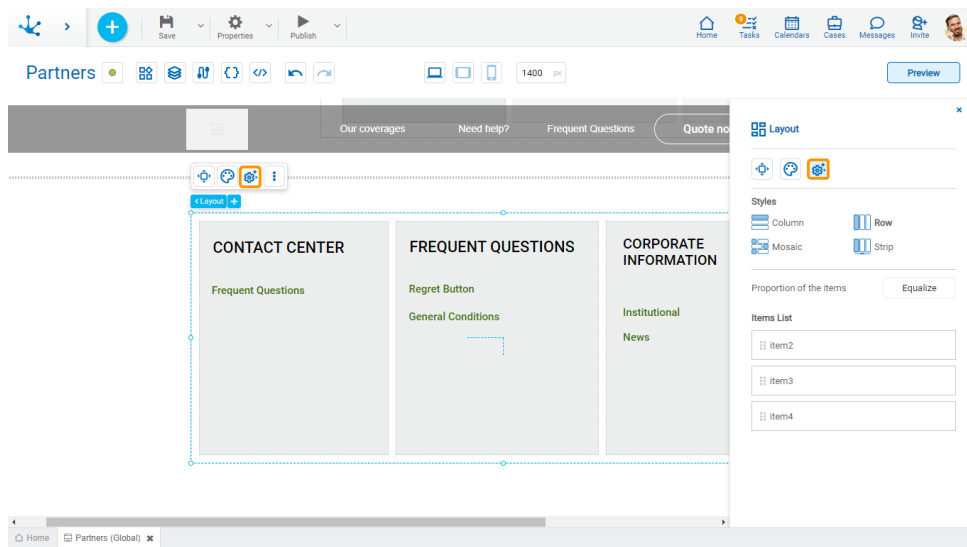 Save
Properties
Publish
Home
9
Tasks
Calendars
Cases
Messages
Invite
Partners
1400 px
Preview
Our coverages
Need help?
Frequent Questions
Quote no
Layout
Layout
Styles
Column
Row
Mosaic
Strip
Proportion of the items
Equalize
Items List
item2
item3
item4
CONTACT CENTER
Frequent Questions
FREQUENT QUESTIONS
Regret Button
General Conditions
CORPORATE
INFORMATION
Institutional
News
Home
Partners (Global)